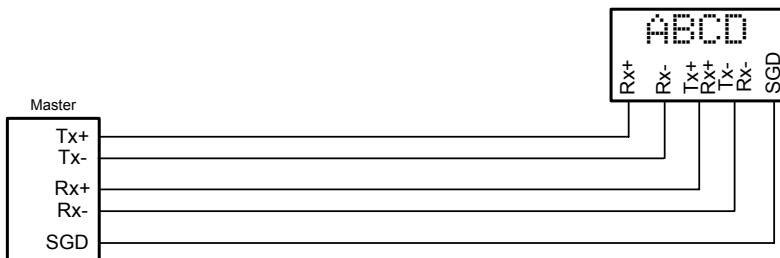 ABCD
Rx+
Rx-
Tx+
Rx+
Tx-
Rx-
SGD
Master
Tx+
Tx-
Rx+
Rx-
SGD